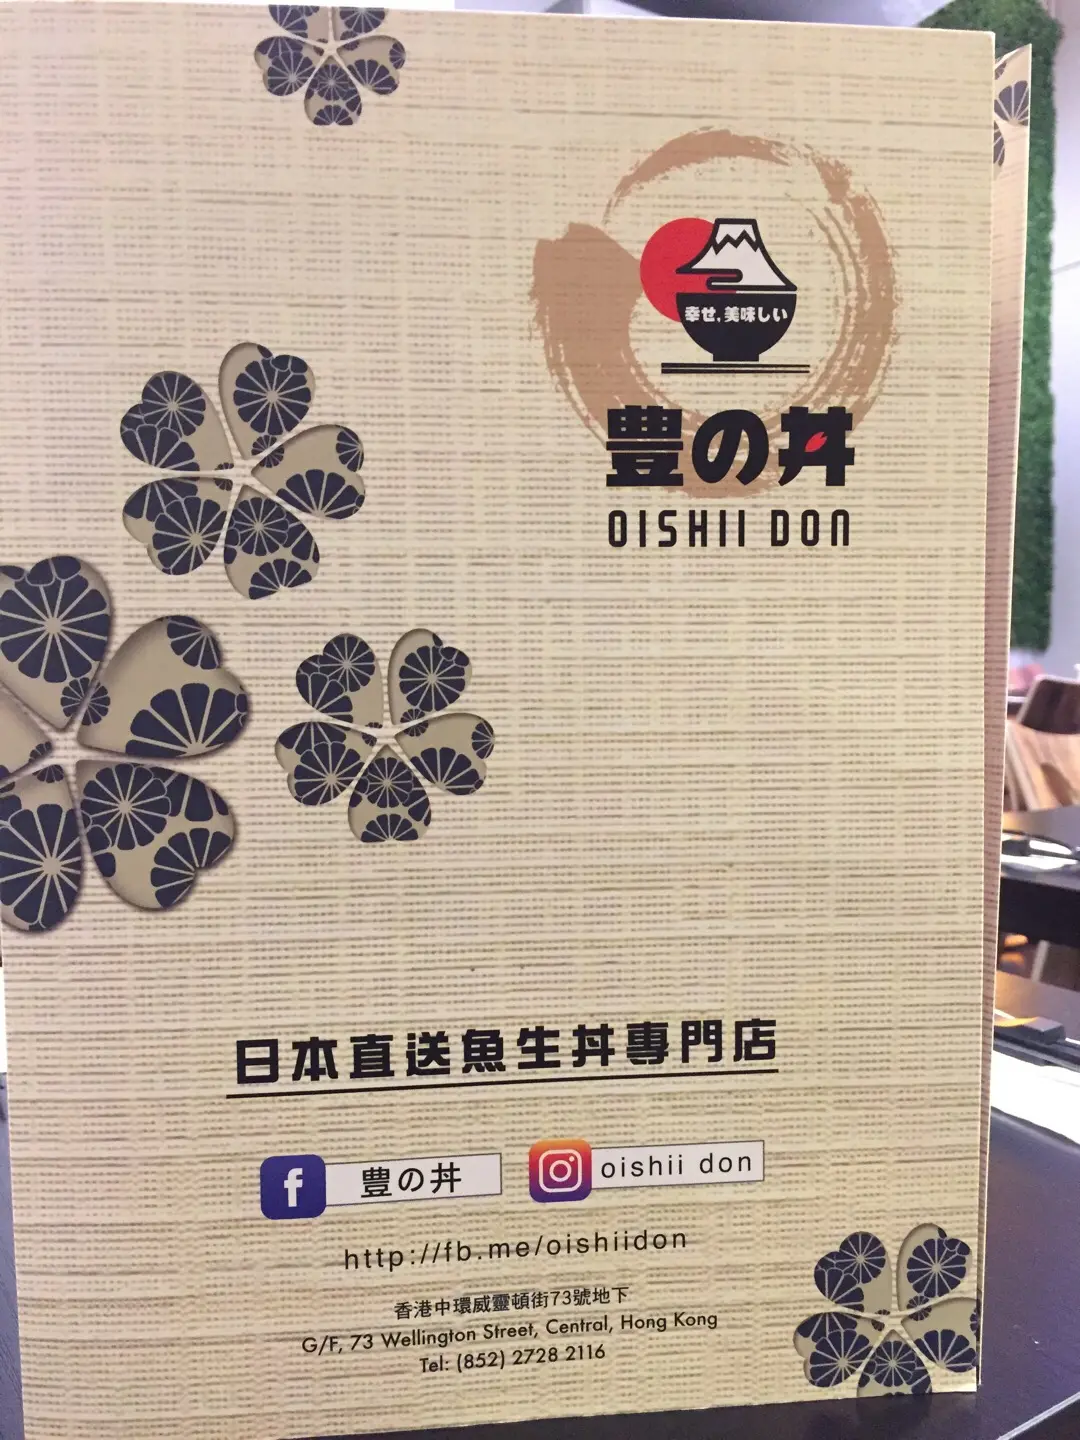 幸せ,美味しい
豊の丼
OISHII DON
日本直送魚生丼專門店
豊の丼
oishii don
http://fb.me/oishiidon
香港中環威靈頓街73號地下
G/F, 73 Wellington Street, Central, Hong Kong
Tel: (852) 2728 2116